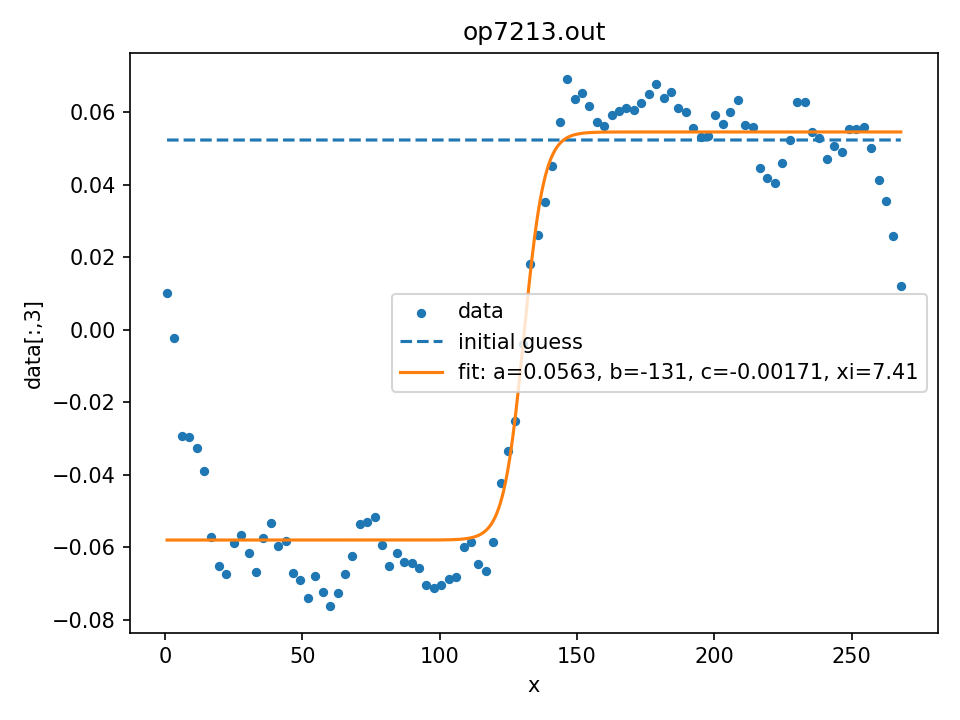 op7213.out
data[:,3]
0.06
0.04
0.02
0.00
−0.02
−0.04
−0.06
−0.08
data
initial guess
fit: a=0.0563, b=-131, c=-0.00171, xi=7.41
0 50 100 150 200 250
x